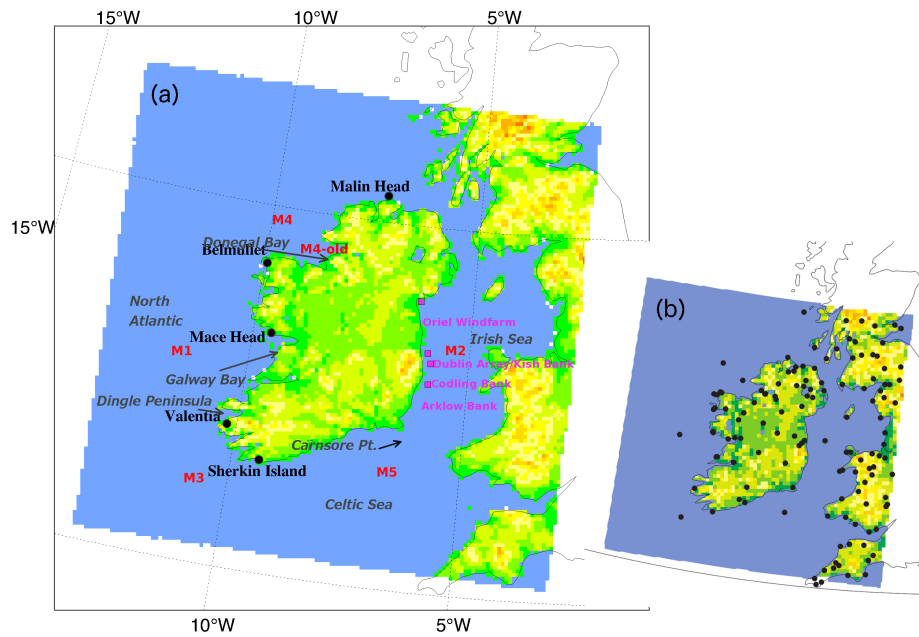 15°W
10°W
5°W
(a)
Malin Head
M4
15°W
Donegal Bay
M4-old
Belmullet
(b)
North
Atlantic
Oriel Windfarm
Mace Head
Irish Sea
M1
M2
Dublin Array-Kish Bank
Galway Bay
Codling Bank
Dingle Peninsula
Arklow Bank
Valentia
Carnsore Pt.
Sherkin Island
M5
M3
Celtic Sea
10°W
5°W